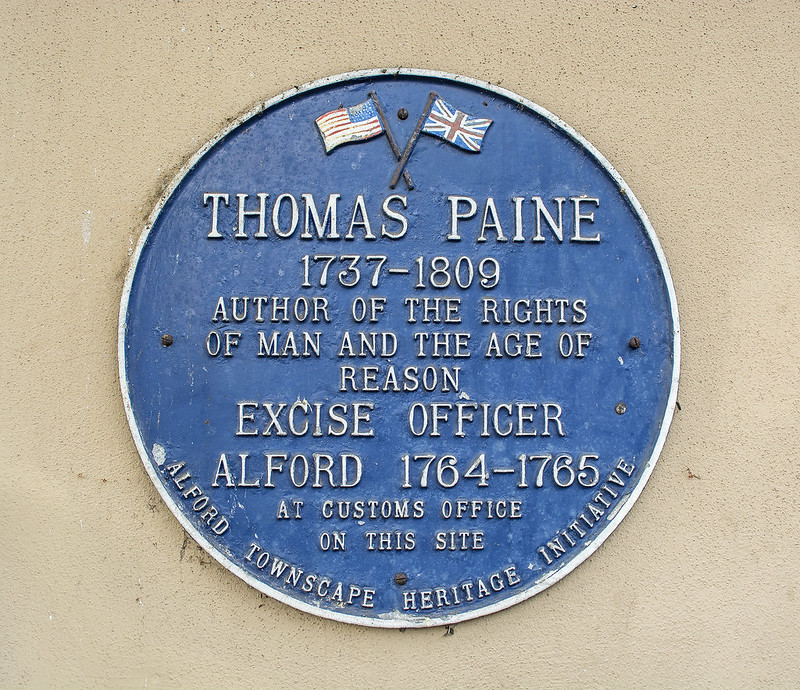 THOMAS PAINE
1737-1809
AUTHOR OF THE RIGHTS
OF MAN AND THE AGE OF
REASON
EXCISE OFFICER
ALFORD 1764-1765
AT CUSTOMS OFFICE
ON THIS SITE
ALFORD TOWNSCAPE HERITAGE INITIATIVE